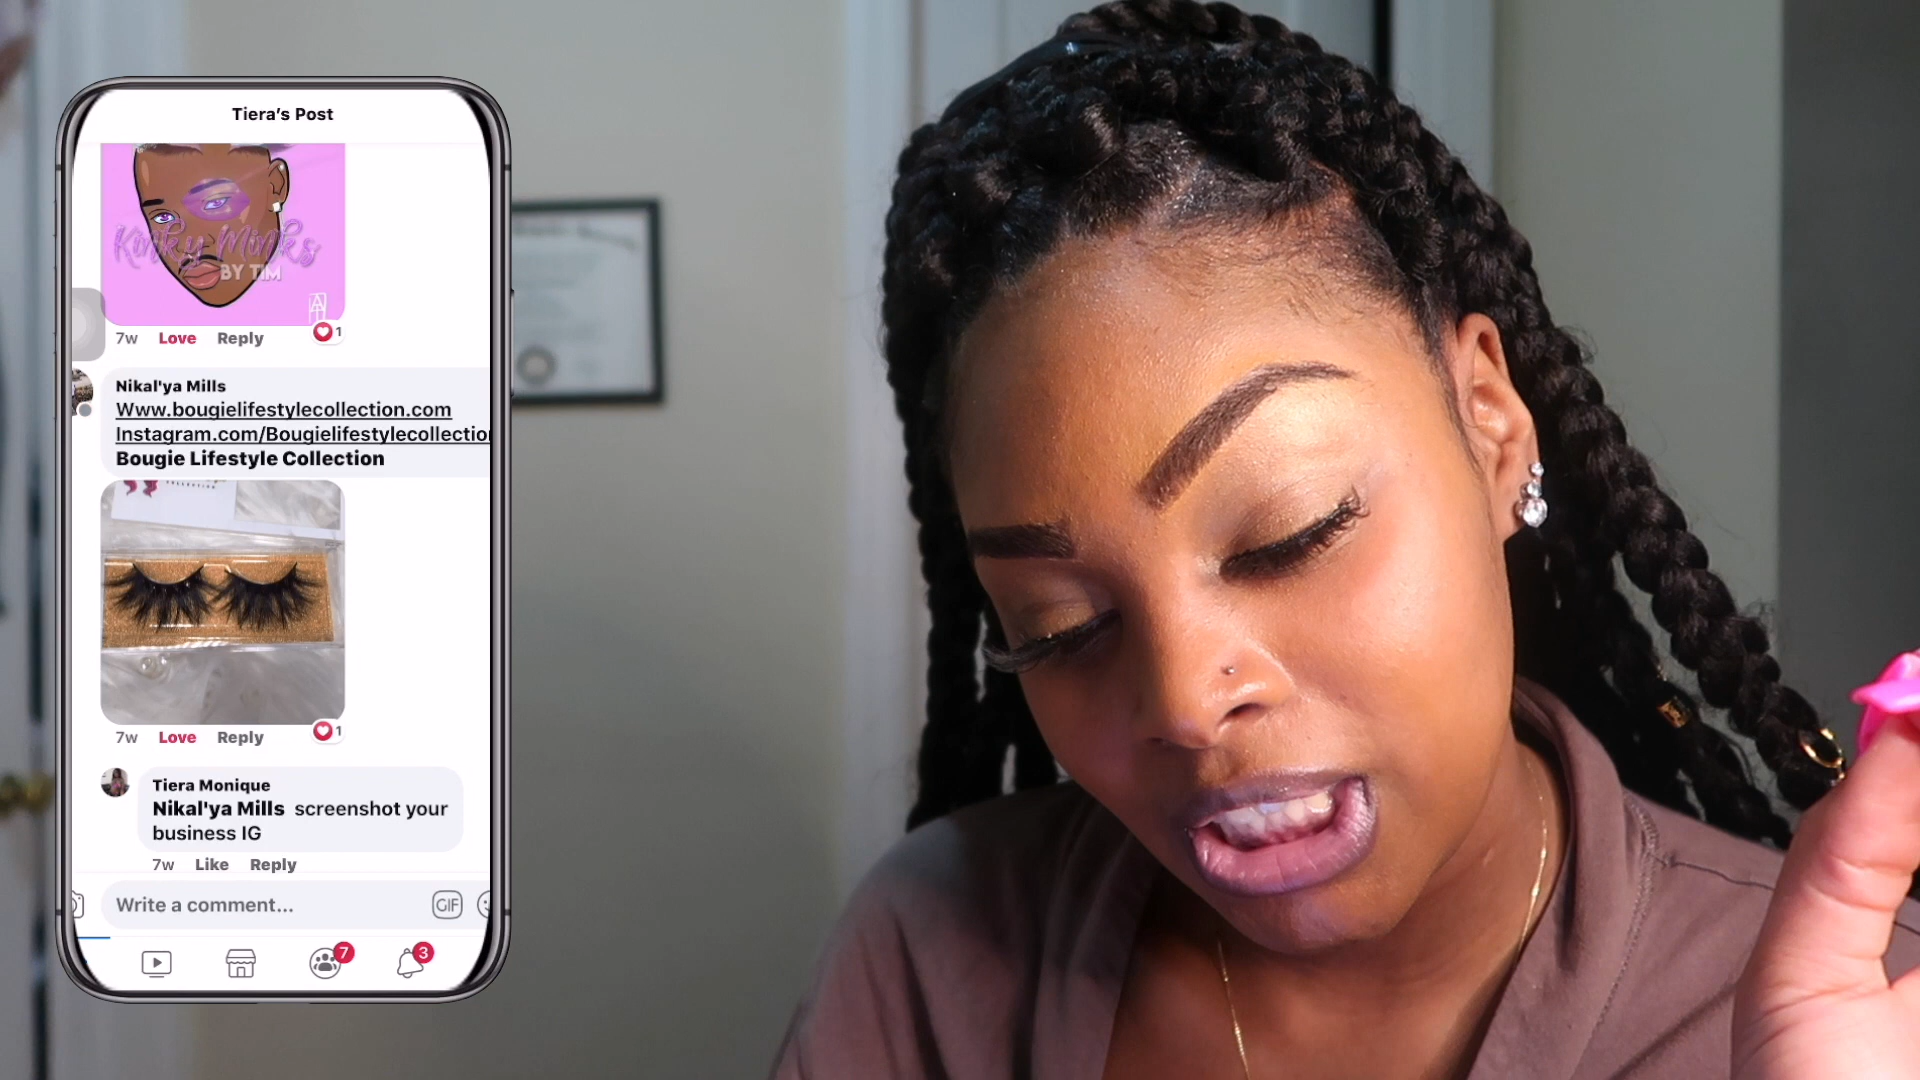 Tiera's Post
Kinky Minks
BY TIM
7w Love Reply 1
Nikal'ya Mills
Www.bougielifestylecollection.com
Instagram.com/Bougielifestylecollectio
Bougie Lifestyle Collection
COLLECTION
7w Love Reply 1
Tiera Monique
Nikal'ya Mills screenshot your
business IG
7w Like Reply
Write a comment...
GIF
7
3